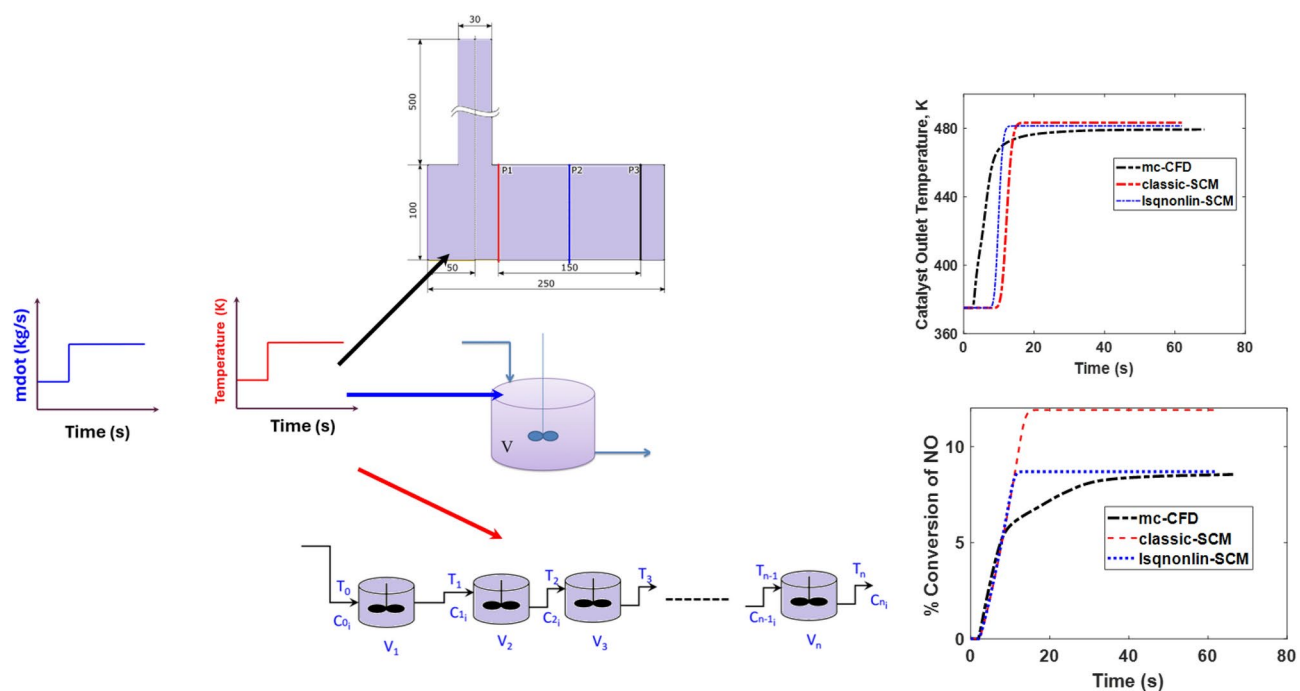 30
500
100
P1
P2
P3
50
150
250
mdot (kg/s)
Time (s)
Temperature (K)
Time (s)
V
T0
C0i
V1
T1
C1i
V2
T2
C2i
V3
T3
Tn-1
Cn-1i
Vn
Tn
Cni
Catalyst Outlet Temperature, K
480
440
400
360
mc-CFD
classic-SCM
lsqnonlin-SCM
0
20
40
60
80
Time (s)
% Conversion of NO
10
5
0
mc-CFD
classic-SCM
lsqnonlin-SCM
0
20
40
60
80
Time (s)